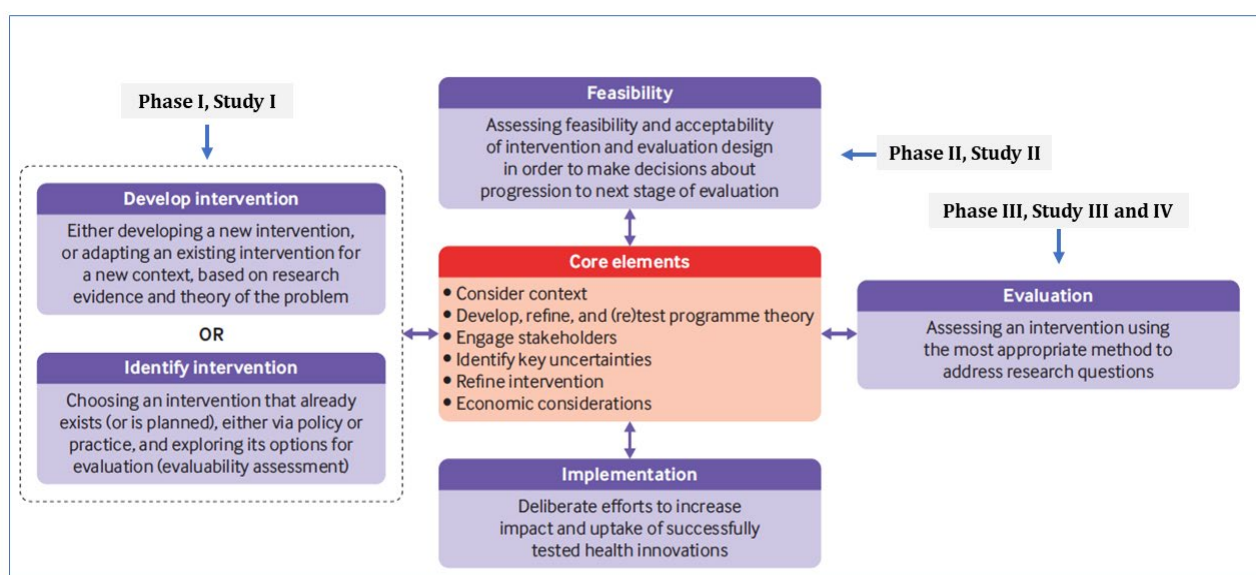 Phase I, Study I
Develop intervention
Either developing a new intervention,
or adapting an existing intervention for
a new context, based on research
evidence and theory of the problem
OR
Identify intervention
Choosing an intervention that already
exists (or is planned), either via policy or
practice, and exploring its options for
evaluation (evaluability assessment)
Feasibility
Assessing feasibility and acceptability
of intervention and evaluation design
in order to make decisions about
progression to next stage of evaluation
Phase II, Study II
Core elements
• Consider context
• Develop, refine, and (re)test programme theory
• Engage stakeholders
• Identify key uncertainties
• Refine intervention
• Economic considerations
Phase III, Study III and IV
Evaluation
Assessing an intervention using
the most appropriate method to
address research questions
Implementation
Deliberate efforts to increase
impact and uptake of successfully
tested health innovations